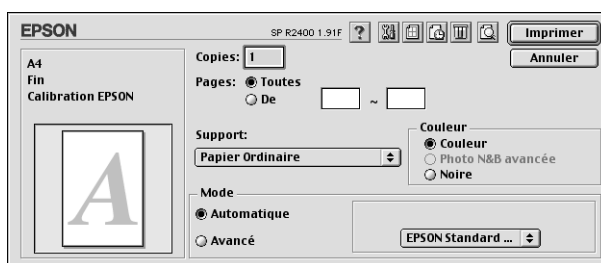 EPSON
SP R2400 1.91F
Imprimer
Annuler
A4
Fin
Calibration EPSON
A
Copies: 1
Pages: Toutes
De ~
Support:
Papier Ordinaire
Couleur
Couleur
Photo N&B avancée
Noire
Mode
Automatique
Avancé
EPSON Standard ...